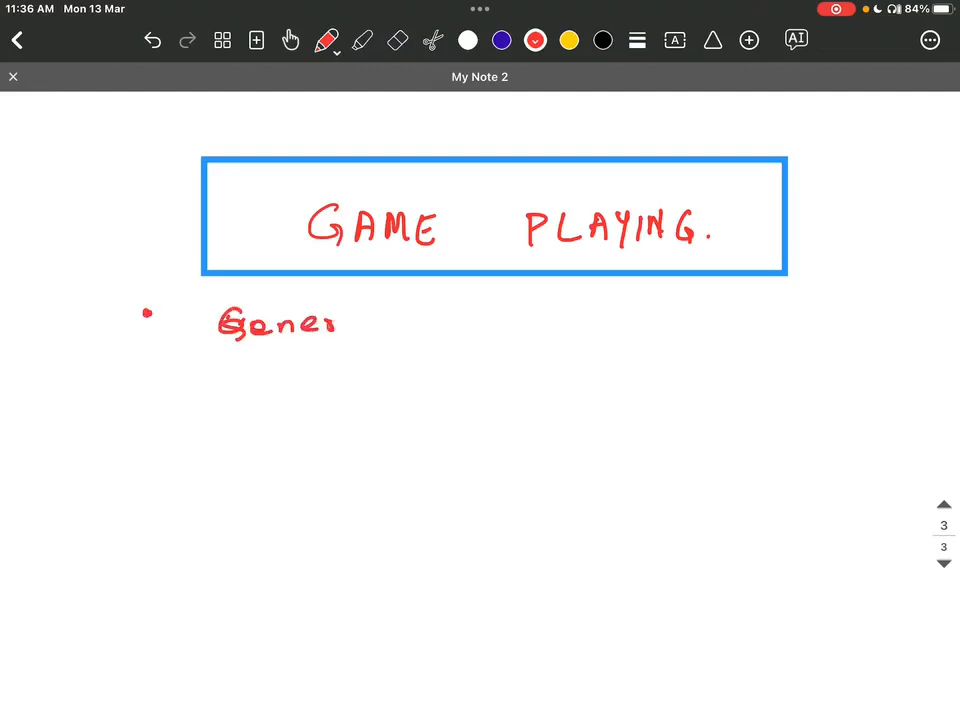 11:36 AM Mon 13 Mar
84%
A
AI
My Note 2
GAME PLAYING.
• Gener
3
3